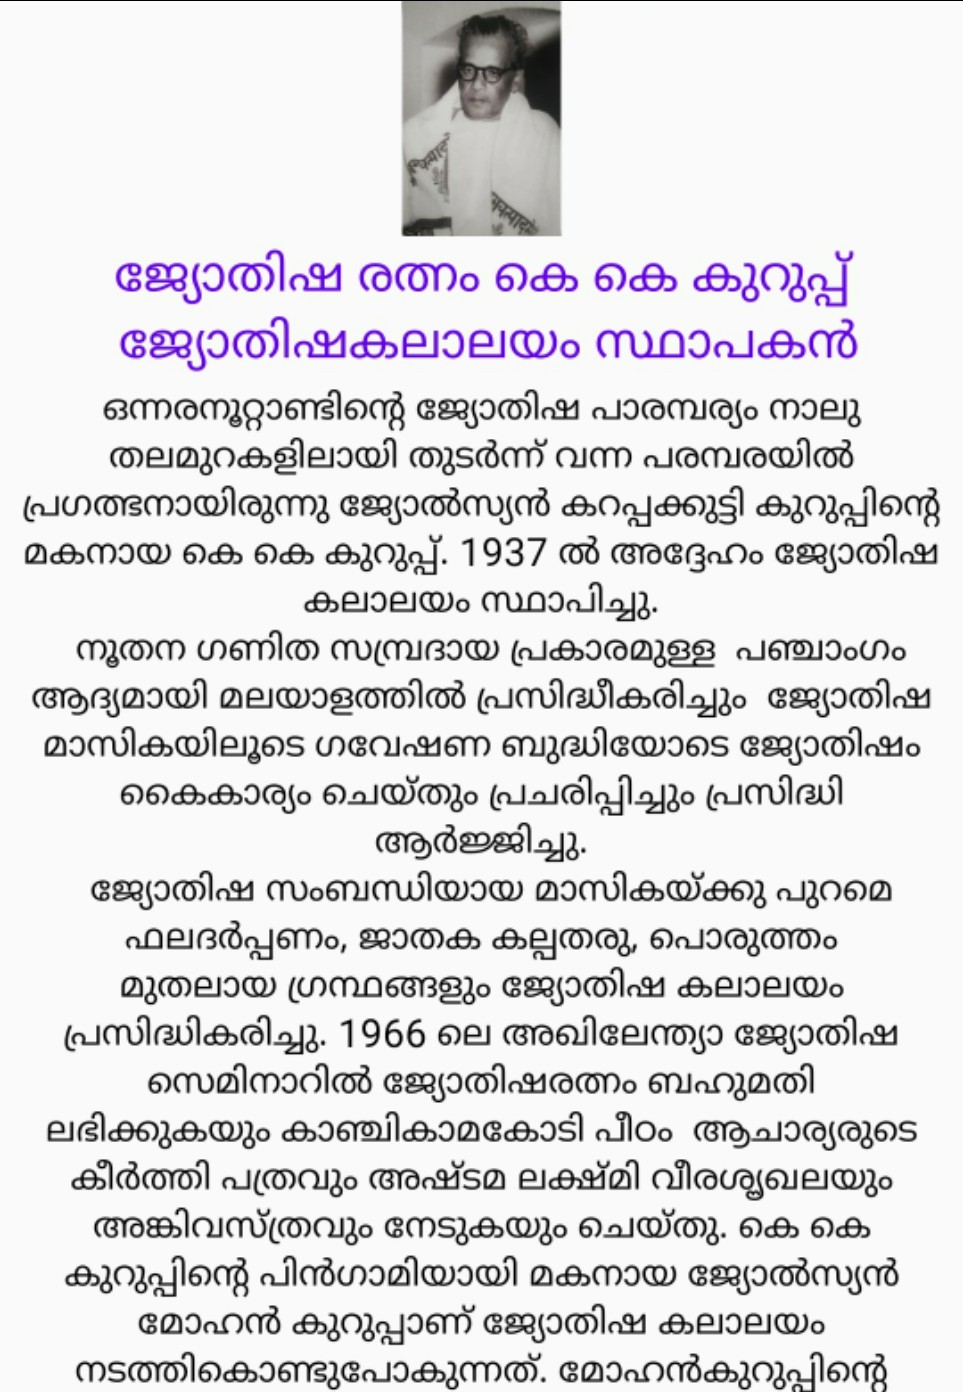 ജ്യോതിഷ രത്നം കെ കെ കുറുപ്പ്
ജ്യോതിഷകലാലയം സ്ഥാപകൻ
ഒന്നരനൂറ്റാണ്ടിന്റെ ജ്യോതിഷ പാരമ്പര്യം നാലു
തലമുറകളിലായി തുടർന്ന് വന്ന പരമ്പരയിൽ
പ്രഗത്ഭനായിരുന്നു ജ്യോൽസ്യൻ കറപ്പക്കുട്ടി കുറുപ്പിന്റെ
മകനായ കെ കെ കുറുപ്പ്. 1937 ൽ അദ്ദേഹം ജ്യോതിഷ
കലാലയം സ്ഥാപിച്ചു.
നൂതന ഗണിത സമ്പ്രദായ പ്രകാരമുള്ള പഞ്ചാംഗം
ആദ്യമായി മലയാളത്തിൽ പ്രസിദ്ധീകരിച്ചും ജ്യോതിഷ
മാസികയിലൂടെ ഗവേഷണ ബുദ്ധിയോടെ ജ്യോതിഷം
കൈകാര്യം ചെയ്തും പ്രചരിപ്പിച്ചും പ്രസിദ്ധി
ആർജ്ജിച്ചു.
ജ്യോതിഷ സംബന്ധിയായ മാസികയ്ക്കു പുറമെ
ഫലദർപ്പണം, ജാതക കല്പതരു, പൊരുത്തം
മുതലായ ഗ്രന്ഥങ്ങളും ജ്യോതിഷ കലാലയം
പ്രസിദ്ധികരിച്ചു. 1966 ലെ അഖിലേന്ത്യാ ജ്യോതിഷ
സെമിനാറിൽ ജ്യോതിഷരത്നം ബഹുമതി
ലഭിക്കുകയും കാഞ്ചികാമകോടി പീഠം ആചാര്യരുടെ
കീർത്തി പത്രവും അഷ്ടമ ലക്ഷ്മി വീരശൃഖലയും
അങ്കിവസ്ത്രവും നേടുകയും ചെയ്തു. കെ കെ
കുറുപ്പിന്റെ പിൻഗാമിയായി മകനായ ജ്യോൽസ്യൻ
മോഹൻ കുറുപ്പാണ് ജ്യോതിഷ കലാലയം
നടത്തികൊണ്ടുപോകുന്നത്. മോഹൻകുറുപ്പിന്റെ